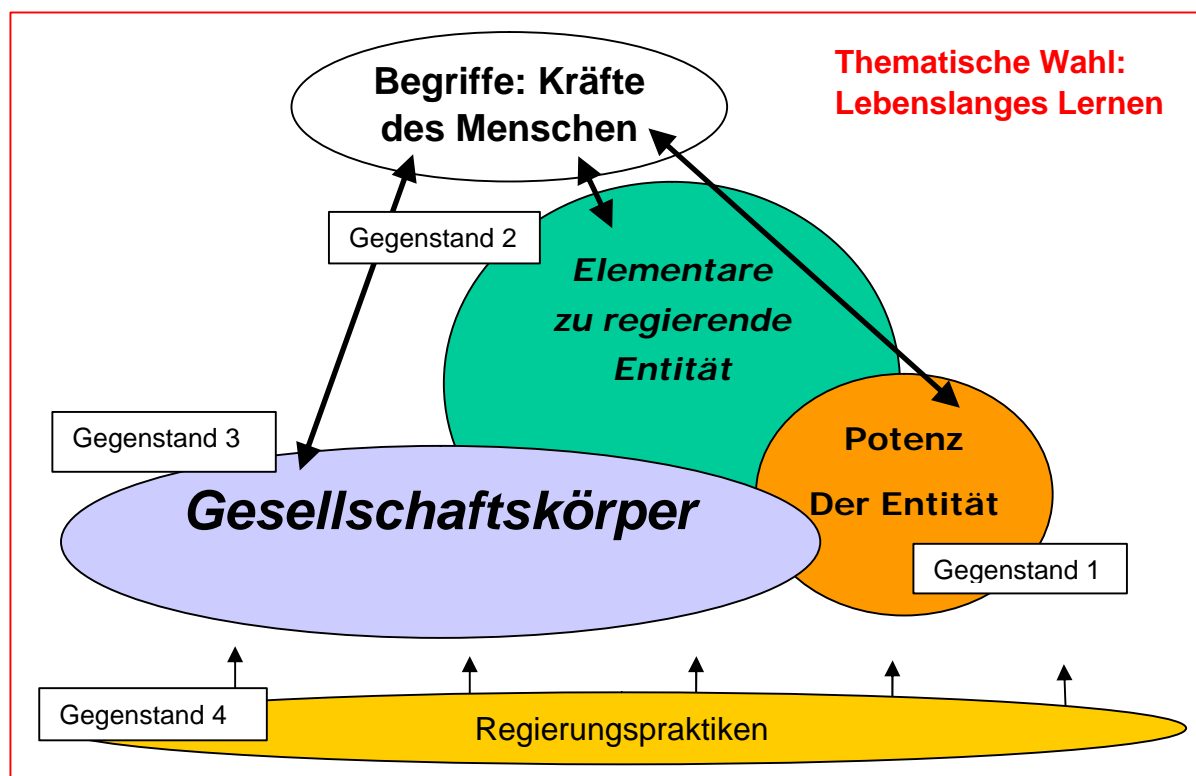 Begriffe: Kräfte
des Menschen
Thematische Wahl:
Lebenslanges Lernen
Gegenstand 2
Elementare
zu regierende
Entität
Gegenstand 3
Gesellschaftskörper
Potenz
Der Entität
Gegenstand 1
Gegenstand 4
Regierungspraktiken